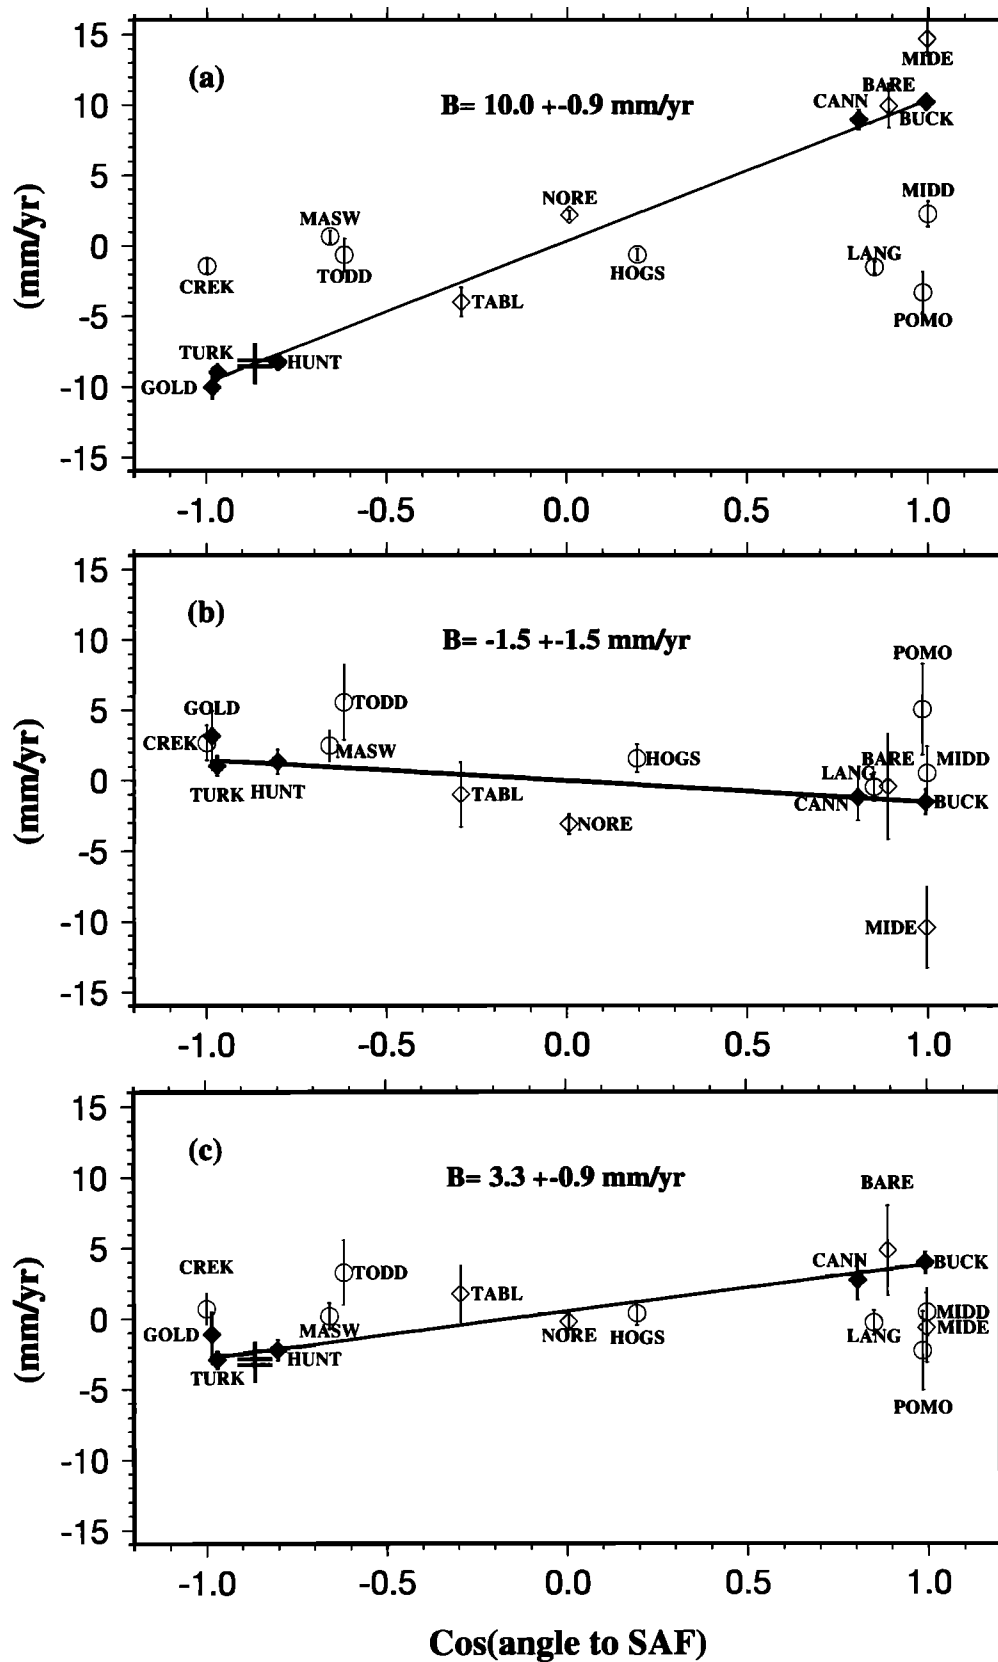 15
10
5
0
-5
-10
-15
(mm/yr)
(a)
B= 10.0 +-0.9 mm/yr
MIDE
BARE
CANN
BUCK
NORE
MIDD
MASW
TODD
CREK
HOGS
LANG
TABL
POMO
TURK
HUNT
GOLD
-1.0 -0.5 0.0 0.5 1.0
15
10
5
0
-5
-10
-15
(mm/yr)
(b)
B= -1.5 +-1.5 mm/yr
POMO
TODD
GOLD
CREK
MASW
HOGS
BARE
MIDD
LANG
TURK
HUNT
TABL
CANN
BUCK
NORE
MIDE
-1.0 -0.5 0.0 0.5 1.0
15
10
5
0
-5
-10
-15
(mm/yr)
(c)
B= 3.3 +-0.9 mm/yr
BARE
CREK
TODD
CANN
BUCK
TABL
MIDD
GOLD
MASW
NORE
HOGS
LANG
MIDE
HUNT
TURK
POMO
-1.0 -0.5 0.0 0.5 1.0
Cos(angle to SAF)